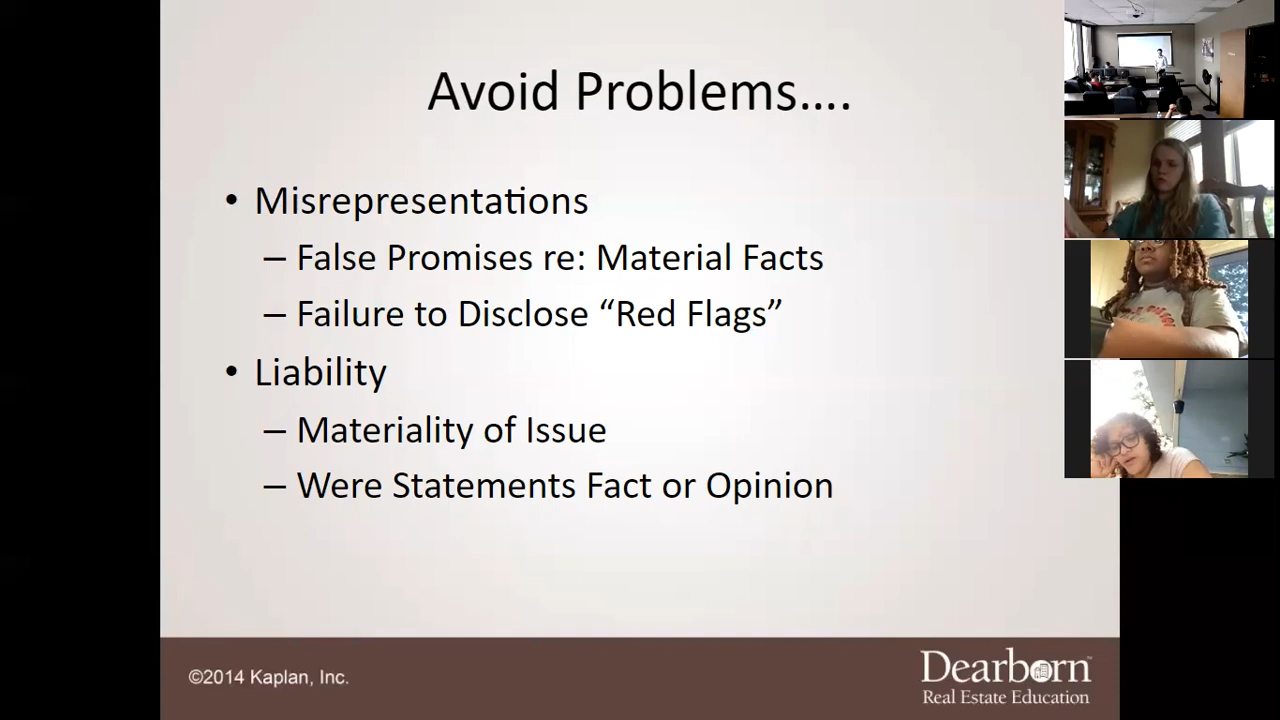 Avoid Problems....
• Misrepresentations
– False Promises re: Material Facts
– Failure to Disclose “Red Flags”
• Liability
– Materiality of Issue
– Were Statements Fact or Opinion
©2014 Kaplan, Inc.
Dearborn™
Real Estate Education